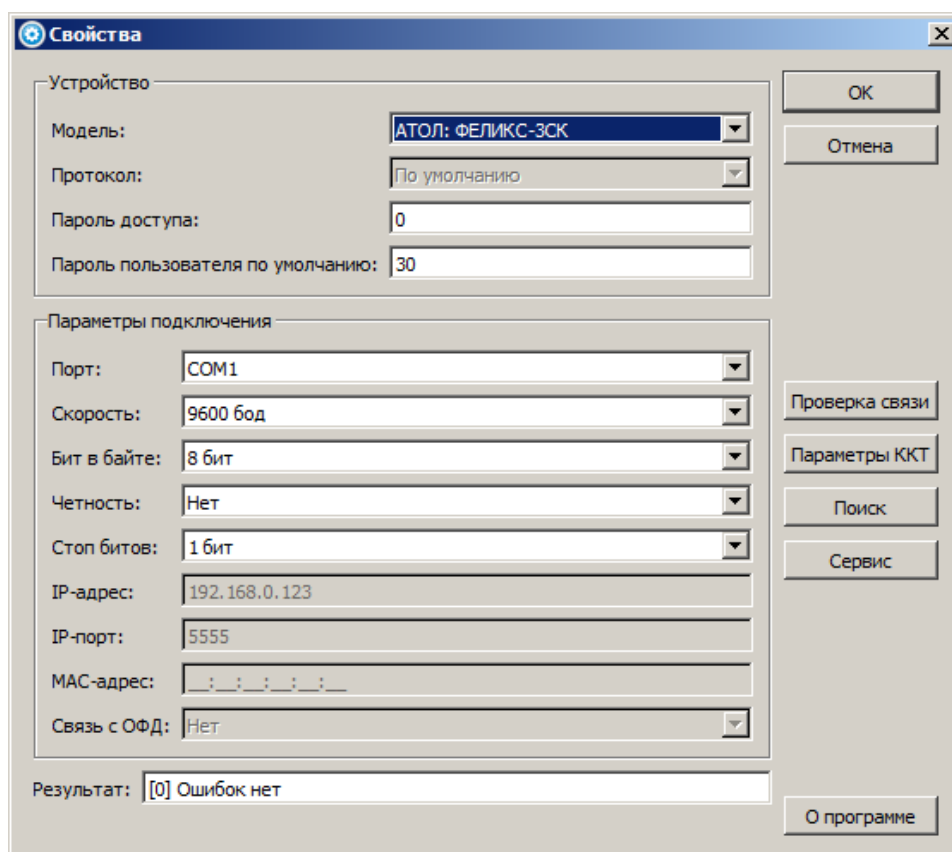 Свойства
Устройство
Модель: АТОЛ: ФЕЛИКС-3СК
Протокол: По умолчанию
Пароль доступа: 0
Пароль пользователя по умолчанию: 30
OK
Отмена
Параметры подключения
Порт: COM1
Скорость: 9600 бод
Бит в байте: 8 бит
Четность: Нет
Стоп битов: 1 бит
IP-адрес: 192.168.0.123
IP-порт: 5555
MAC-адрес: __:__:__:__:__:__
Связь с ОФД: Нет
Проверка связи
Параметры ККТ
Поиск
Сервис
Результат: [0] Ошибок нет
О программе